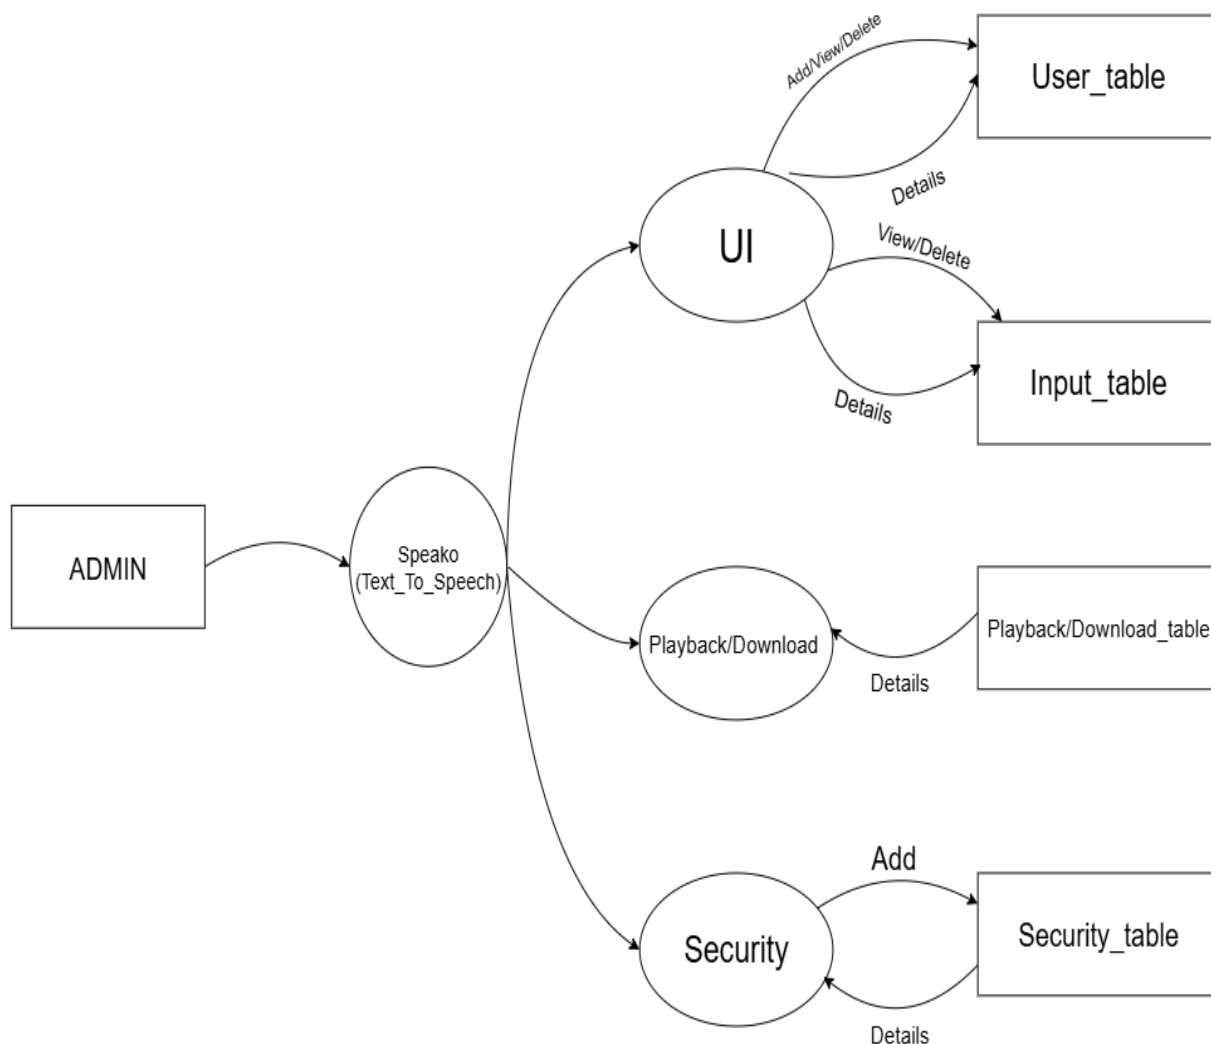 Add/View/Delete
User_table
Details
UI
View/Delete
Input_table
Details
ADMIN
Speako
(Text_To_Speech)
Playback/Download
Playback/Download_table
Details
Add
Security
Security_table
Details